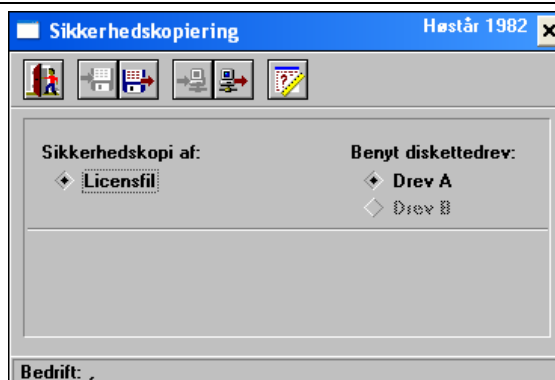 Sikkerhedskopiering Høstår 1982
Sikkerhedskopi af: Benyt diskettedrev:
Licensfil Drev A
Drev B
Bedrift: